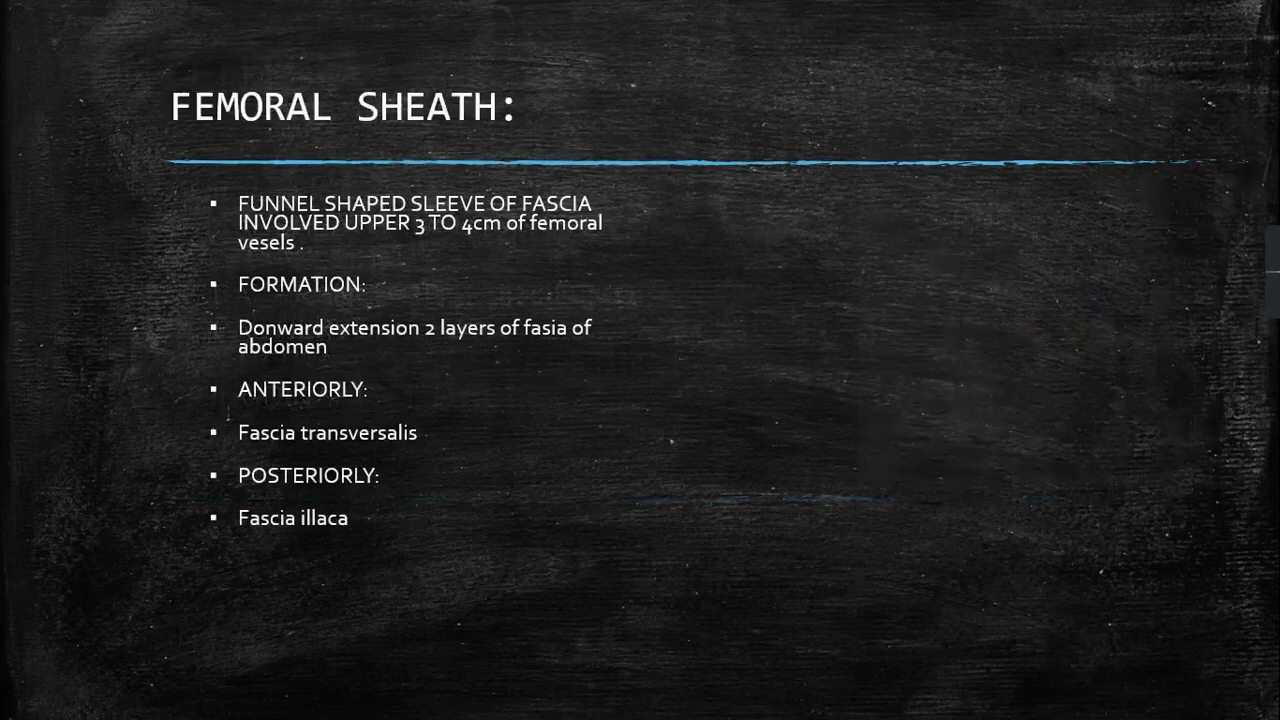 FEMORAL SHEATH:
▪ FUNNEL SHAPED SLEEVE OF FASCIA
INVOLVED UPPER 3 TO 4cm of femoral
vesels .
▪ FORMATION:
▪ Donward extension 2 layers of fasia of
abdomen
▪ ANTERIORLY:
▪ Fascia transversalis
▪ POSTERIORLY:
▪ Fascia illaca